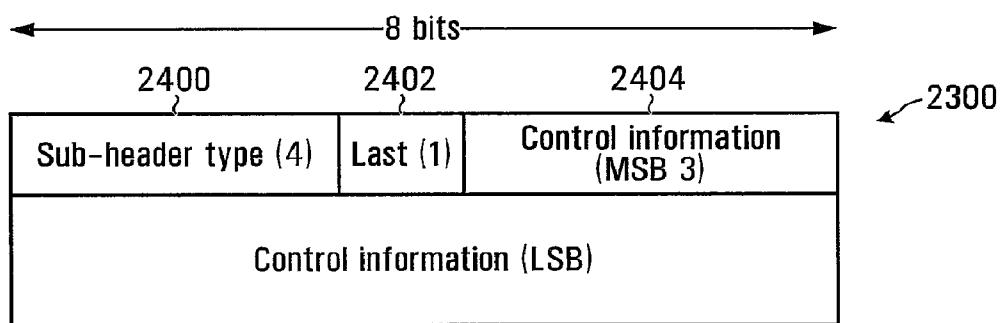 8 bits
2400
2402
2404
2300
Sub-header type (4)
Last (1)
Control information
(MSB 3)
Control information (LSB)